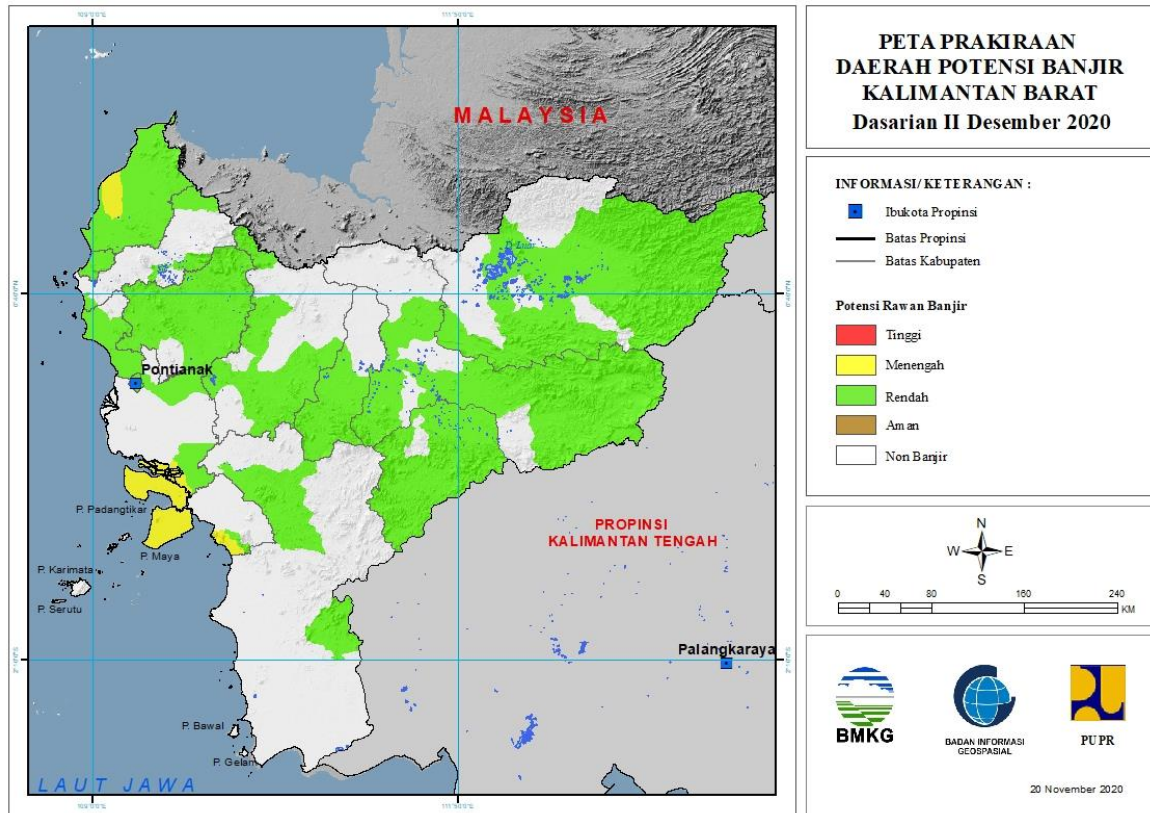 PETA PRAKIRAAN
DAERAH POTENSI BANJIR
KALIMANTAN BARAT
Dasarian II Desember 2020
INFORMASI/ KETERANGAN :
Ibukota Propinsi
Batas Propinsi
Batas Kabupaten
Potensi Rawan Banjir
Tinggi
Menengah
Rendah
Aman
Non Banjir
N
W E
S
0 40 80 160 240
KM
BMKG
BADAN INFORMASI
GEOSPASIAL
PUPR
20 November 2020
MALAYSIA
Pontianak
P. Padangtikar
P. Maya
P. Karimata
P. Serutu
PROPINSI
KALIMANTAN TENGAH
Palangkaraya
P. Bawal
P. Gelam
LAUT JAWA